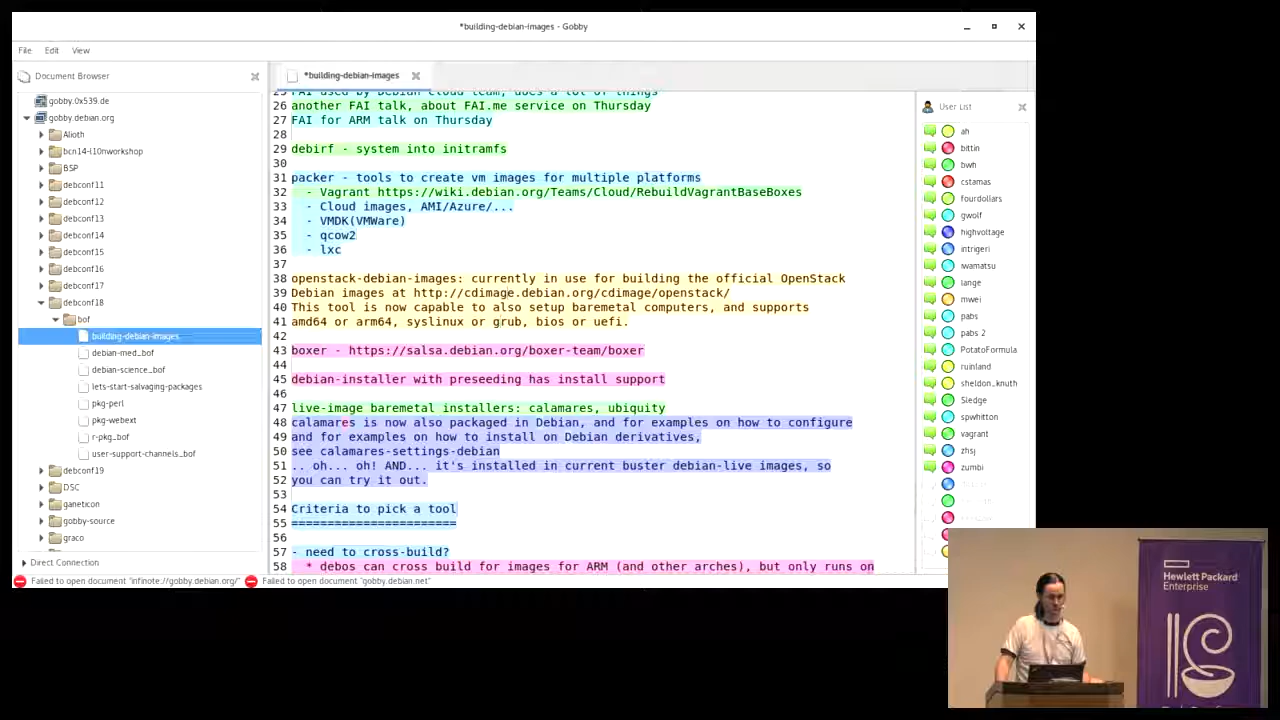 *building-debian-images - Gobby
File Edit View
Document Browser
gobby.0x539.de
gobby.debian.org
Alioth
bcn14-l10nworkshop
BSP
debconf11
debconf12
debconf13
debconf14
debconf15
debconf16
debconf17
debconf18
bof
building-debian-images
debian-med_bof
debian-science_bof
lets-start-salvaging-packages
pkg-perl
pkg-webext
r-pkg_bof
user-support-channels_bof
debconf19
DSC
ganeticon
gobby-source
graco
Direct Connection
*building-debian-images
25 FAI used by Debian cloud team, does a lot of things
26 another FAI talk, about FAI.me service on Thursday
27 FAI for ARM talk on Thursday
28
29 debirf - system into initramfs
30
31 packer - tools to create vm images for multiple platforms
32 - Vagrant https://wiki.debian.org/Teams/Cloud/RebuildVagrantBaseBoxes
33 - Cloud images, AMI/Azure/...
34 - VMDK(VMWare)
35 - qcow2
36 - lxc
37
38 openstack-debian-images: currently in use for building the official OpenStack
39 Debian images at http://cdimage.debian.org/cdimage/openstack/
40 This tool is now capable to also setup baremetal computers, and supports
41 amd64 or arm64, syslinux or grub, bios or uefi.
42
43 boxer - https://salsa.debian.org/boxer-team/boxer
44
45 debian-installer with preseeding has install support
46
47 live-image baremetal installers: calamares, ubiquity
48 calamares is now also packaged in Debian, and for examples on how to configure
49 and for examples on how to install on Debian derivatives,
50 see calamares-settings-debian
51 .. oh... oh! AND... it's installed in current buster debian-live images, so
52 you can try it out.
53
54 Criteria to pick a tool
55 =======================
56
57 - need to cross-build?
58 * debos can cross build for images for ARM (and other arches), but only runs on
User List
ah
bittin
bwh
cstamas
fourdollars
gwolf
highvoltage
intrigeri
iwamatsu
lange
mwei
pabs
pabs 2
PotatoFormula
ruinland
sheldon_knuth
Sledge
spwhitton
vagrant
zhsj
zumbi
Failed to open document "infinote://gobby.debian.org/"
Failed to open document "gobby.debian.net"
Hewlett Packard
Enterprise